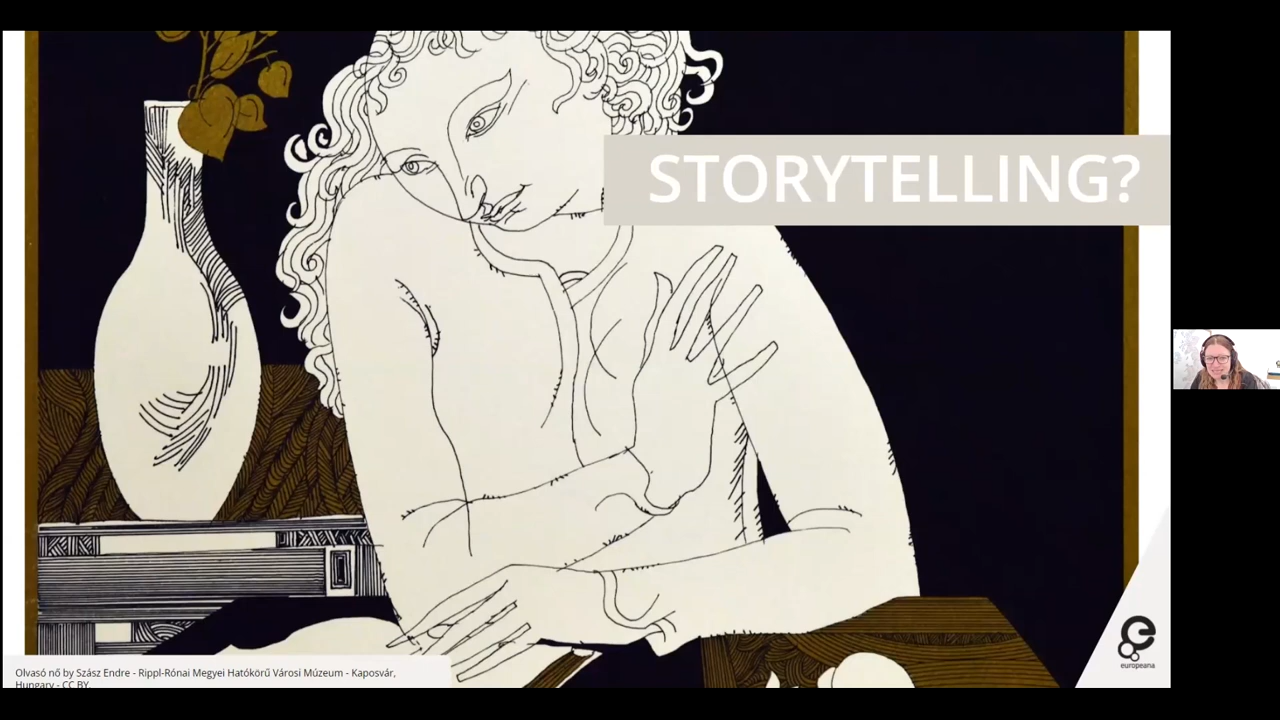 STORYTELLING?
europeana
Olvasó nő by Szász Endre - Rippl-Rónai Megyei Hatókörű Városi Múzeum - Kaposvár,
Hungary - CC BY.